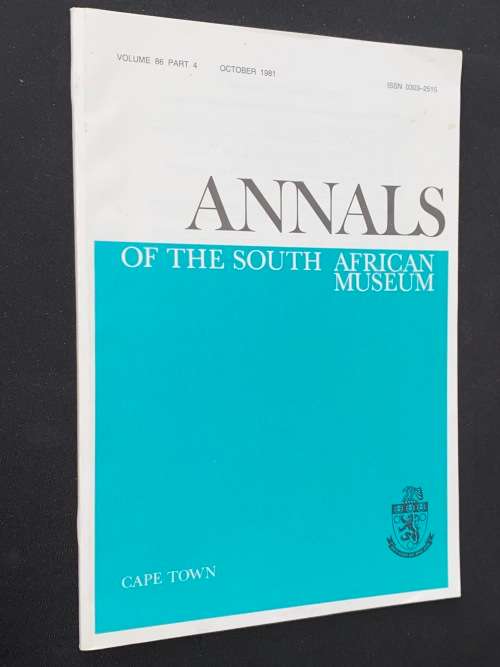 VOLUME 86 PART 4 OCTOBER 1981
ISSN 0303-2515
ANNALS
OF THE SOUTH AFRICAN
MUSEUM
CAPE TOWN